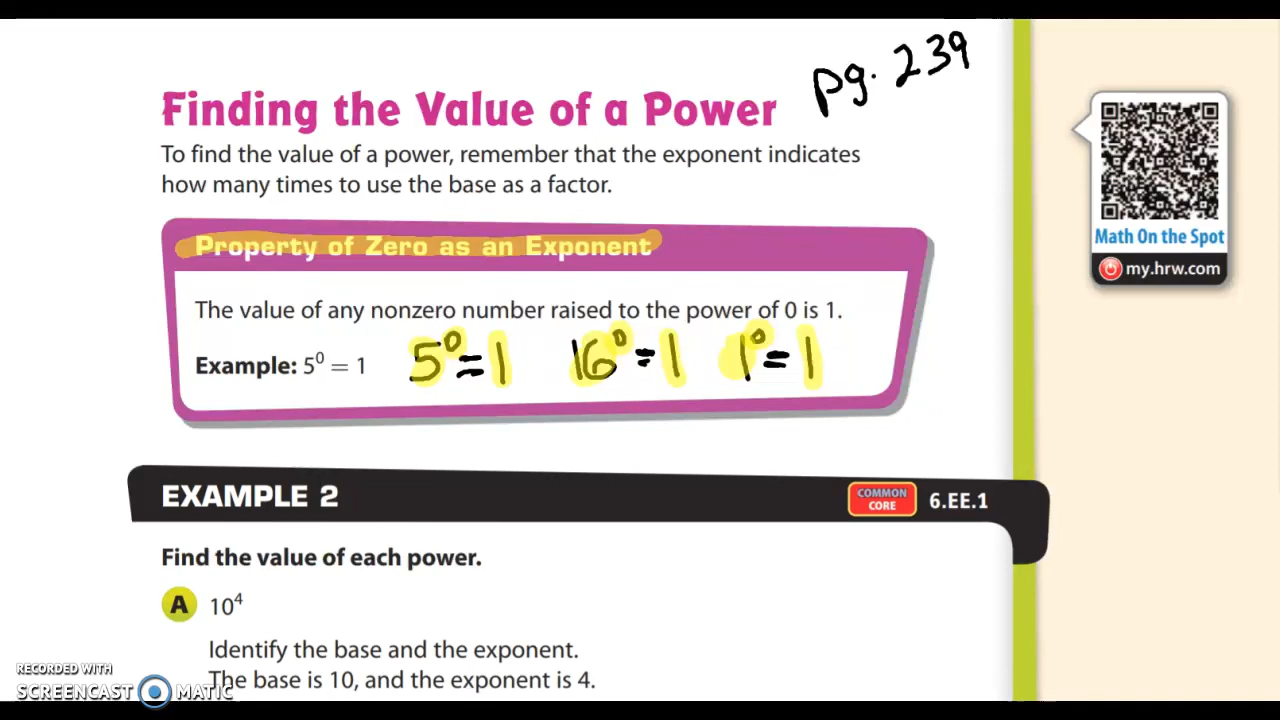 pg. 239
Finding the Value of a Power
To find the value of a power, remember that the exponent indicates
how many times to use the base as a factor.
Math On the Spot
my.hrw.com
Property of Zero as an Exponent
The value of any nonzero number raised to the power of 0 is 1.
Example: 5⁰ = 1 5⁰=1 16⁰=1 1⁰=1
EXAMPLE 2
COMMON
CORE
6.EE.1
Find the value of each power.
A 10⁴
Identify the base and the exponent.
The base is 10, and the exponent is 4.
RECORDED WITH
SCREENCAST MATIC